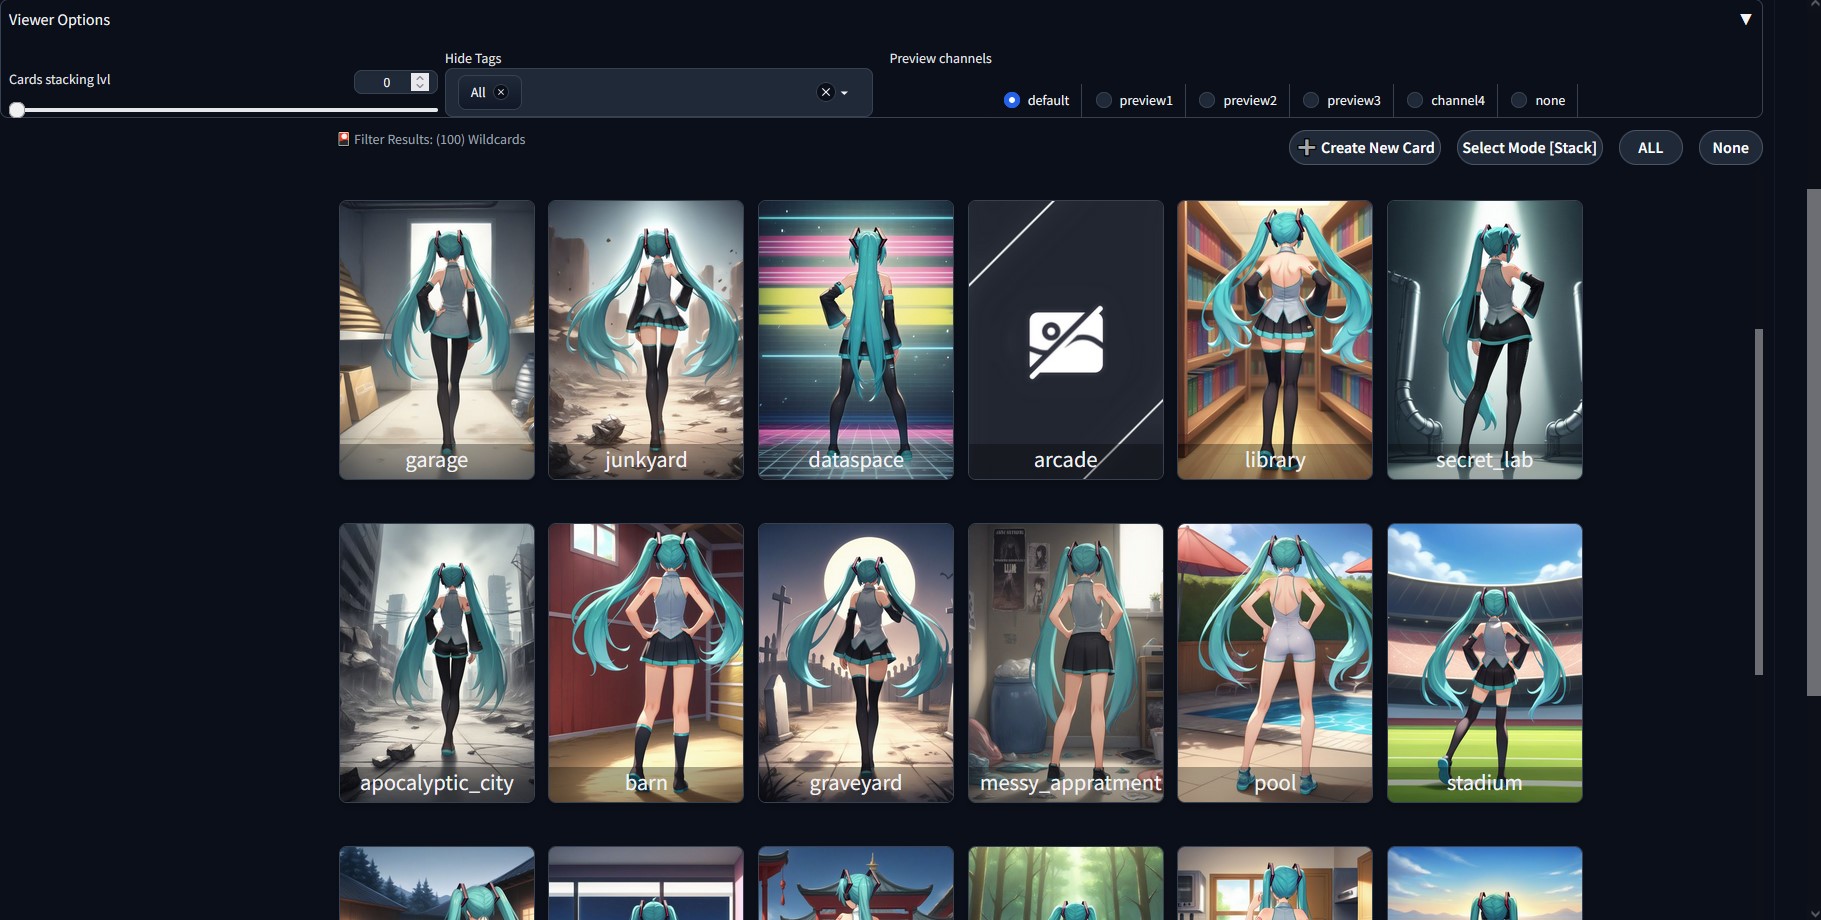 Viewer Options
Cards stacking lvl
0
Hide Tags
All
Preview channels
default
preview1
preview2
preview3
channel4
none
Filter Results: (100) Wildcards
Create New Card
Select Mode [Stack]
ALL
None
garage
junkyard
dataspace
arcade
library
secret_lab
apocalyptic_city
barn
graveyard
messy_appratment
pool
stadium